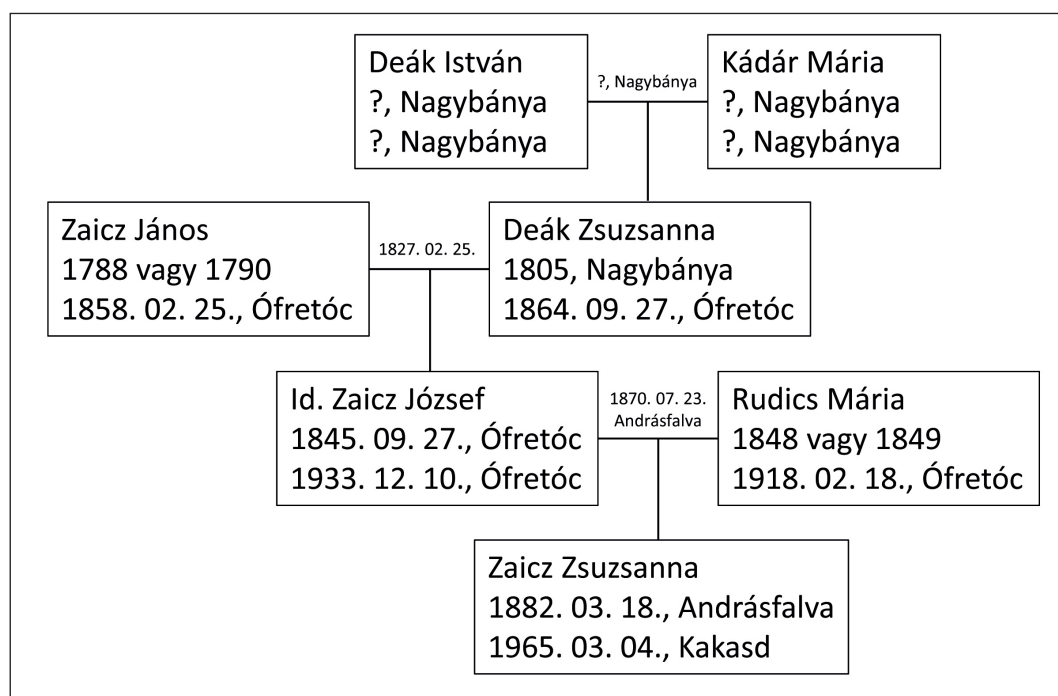 Deák István
?, Nagybánya
?, Nagybánya
?, Nagybánya
Kádár Mária
?, Nagybánya
?, Nagybánya
Zaicz János
1788 vagy 1790
1858. 02. 25., Ófretóc
1827. 02. 25.
Deák Zsuzsanna
1805, Nagybánya
1864. 09. 27., Ófretóc
Id. Zaicz József
1845. 09. 27., Ófretóc
1933. 12. 10., Ófretóc
1870. 07. 23.
Andrásfalva
Rudics Mária
1848 vagy 1849
1918. 02. 18., Ófretóc
Zaicz Zsuzsanna
1882. 03. 18., Andrásfalva
1965. 03. 04., Kakasd